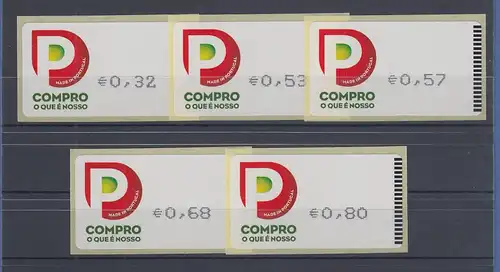 P
MADE IN PORTUGAL
COMPRO
O QUE É NOSSO
€0,32
P
MADE IN PORTUGAL
COMPRO
O QUE É NOSSO
€0,53
P
MADE IN PORTUGAL
COMPRO
O QUE É NOSSO
€0,57
P
MADE IN PORTUGAL
COMPRO
O QUE É NOSSO
€0,68
P
MADE IN PORTUGAL
COMPRO
O QUE É NOSSO
€0,80